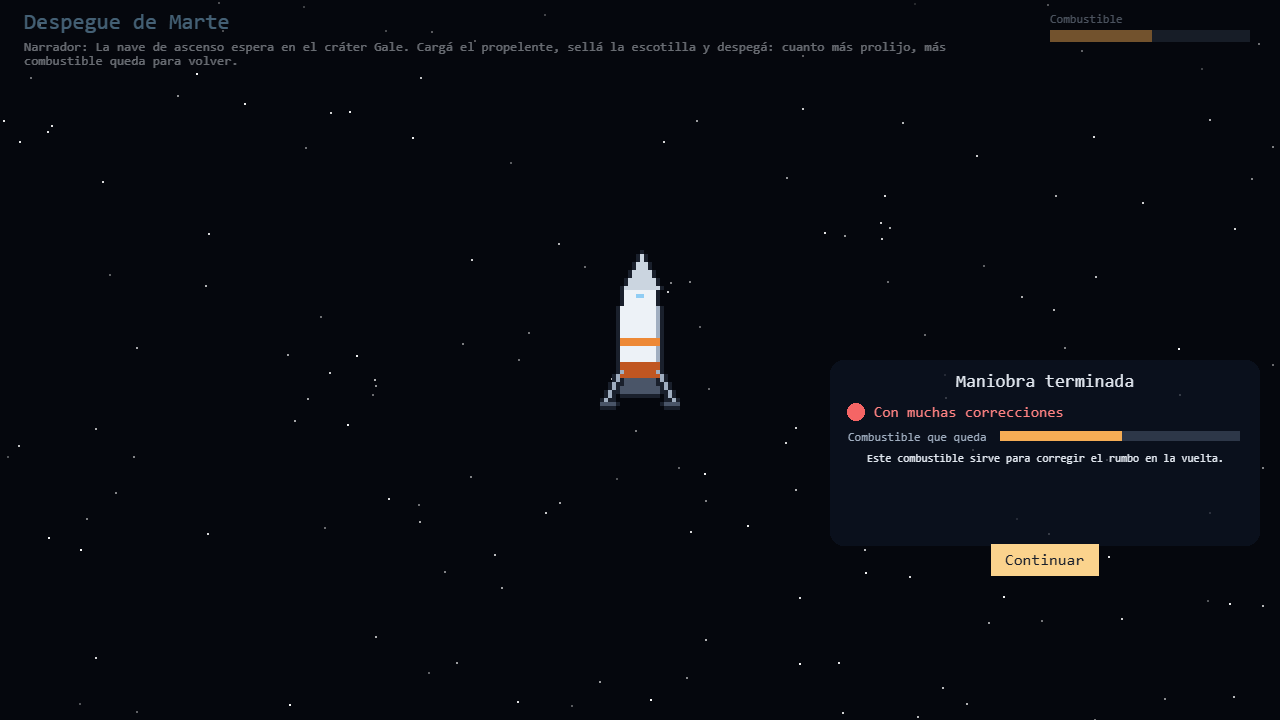 Despegue de Marte
Combustible
Narrador: La nave de ascenso espera en el cráter Gale. Cargá el propelente, sellá la escotilla y despegá: cuanto más prolijo, más
combustible queda para volver.
Maniobra terminada
Con muchas correcciones
Combustible que queda
Este combustible sirve para corregir el rumbo en la vuelta.
Continuar